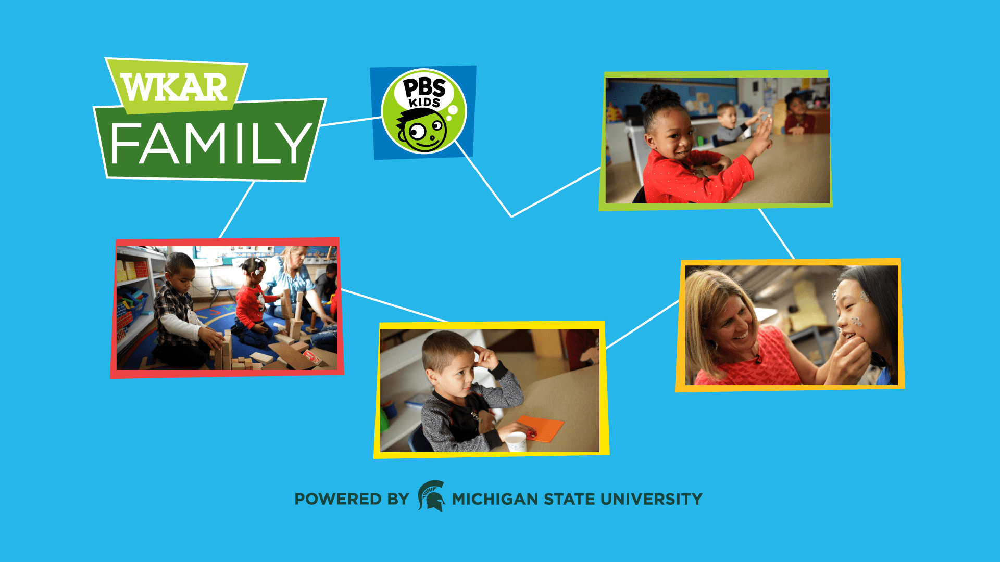 WKAR
FAMILY
PBS
KIDS
POWERED BY MICHIGAN STATE UNIVERSITY